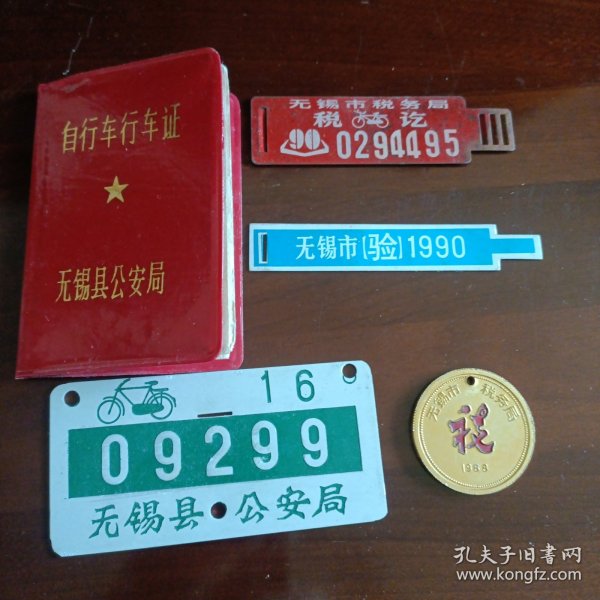 自行车行车证
无锡县公安局
无锡市税务局
税 讫
90 0294495
无锡市[验]1990
16
09299
无锡县 公安局
无锡市 税务局
税
1988
孔夫子旧书网
www.kongfz.com